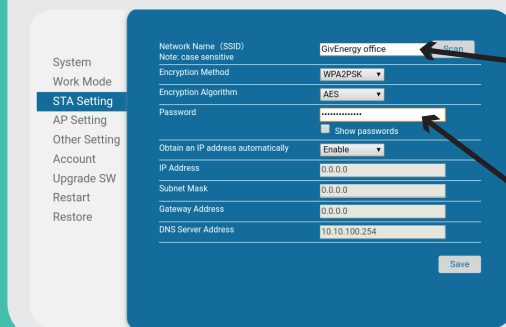 System
Work Mode
STA Setting
AP Setting
Other Setting
Account
Upgrade SW
Restart
Restore
Network Name (SSID) GivEnergy office Scan
Note: case sensitive
Encryption Method WPA2PSK
Encryption Algorithm AES
Password ••••••••••••••
Show passwords
Obtain an IP address automatically Enable
IP Address 0.0.0.0
Subnet Mask 0.0.0.0
Gateway Address 0.0.0.0
DNS Server Address 10.10.100.254
Save